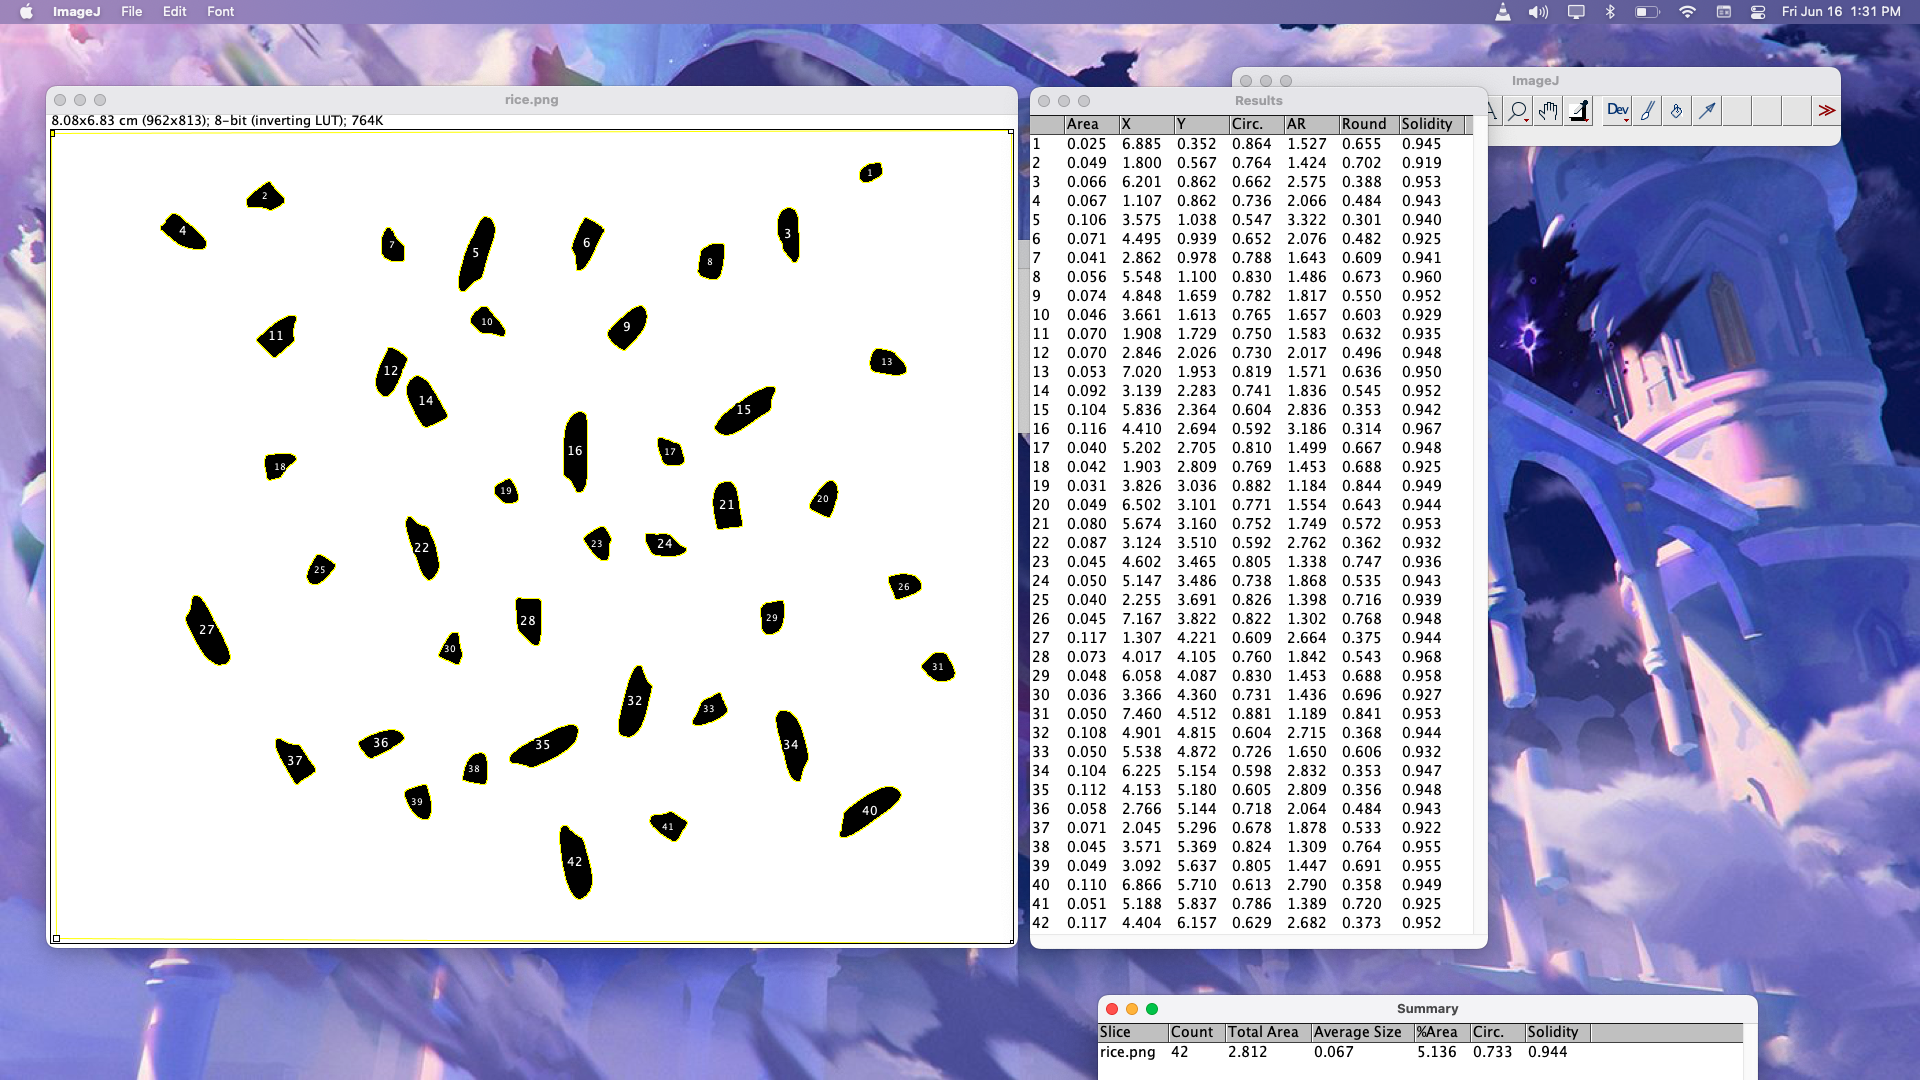 ImageJ File Edit Font Fri Jun 16 1:31 PM
ImageJ
Dev
rice.png
8.08x6.83 cm (962x813); 8-bit (inverting LUT); 764K
1
2
3
4
5
6
7
8
9
10
11
12
13
14
15
16
17
18
19
20
21
22
23
24
25
26
27
28
29
30
31
32
33
34
35
36
37
38
39
40
41
42
Results
Area X Y Circ. AR Round Solidity
1 0.025 6.885 0.352 0.864 1.527 0.655 0.945
2 0.049 1.800 0.567 0.764 1.424 0.702 0.919
3 0.066 6.201 0.862 0.662 2.575 0.388 0.953
4 0.067 1.107 0.862 0.736 2.066 0.484 0.943
5 0.106 3.575 1.038 0.547 3.322 0.301 0.940
6 0.071 4.495 0.939 0.652 2.076 0.482 0.925
7 0.041 2.862 0.978 0.788 1.643 0.609 0.941
8 0.056 5.548 1.100 0.830 1.486 0.673 0.960
9 0.074 4.848 1.659 0.782 1.817 0.550 0.952
10 0.046 3.661 1.613 0.765 1.657 0.603 0.929
11 0.070 1.908 1.729 0.750 1.583 0.632 0.935
12 0.070 2.846 2.026 0.730 2.017 0.496 0.948
13 0.053 7.020 1.953 0.819 1.571 0.636 0.950
14 0.092 3.139 2.283 0.741 1.836 0.545 0.952
15 0.104 5.836 2.364 0.604 2.836 0.353 0.942
16 0.116 4.410 2.694 0.592 3.186 0.314 0.967
17 0.040 5.202 2.705 0.810 1.499 0.667 0.948
18 0.042 1.903 2.809 0.769 1.453 0.688 0.925
19 0.031 3.826 3.036 0.882 1.184 0.844 0.949
20 0.049 6.502 3.101 0.771 1.554 0.643 0.944
21 0.080 5.674 3.160 0.752 1.749 0.572 0.953
22 0.087 3.124 3.510 0.592 2.762 0.362 0.932
23 0.045 4.602 3.465 0.805 1.338 0.747 0.936
24 0.050 5.147 3.486 0.738 1.868 0.535 0.943
25 0.040 2.255 3.691 0.826 1.398 0.716 0.939
26 0.045 7.167 3.822 0.822 1.302 0.768 0.948
27 0.117 1.307 4.221 0.609 2.664 0.375 0.944
28 0.073 4.017 4.105 0.760 1.842 0.543 0.968
29 0.048 6.058 4.087 0.830 1.453 0.688 0.958
30 0.036 3.366 4.360 0.731 1.436 0.696 0.927
31 0.050 7.460 4.512 0.881 1.189 0.841 0.953
32 0.108 4.901 4.815 0.604 2.715 0.368 0.944
33 0.050 5.538 4.872 0.726 1.650 0.606 0.932
34 0.104 6.225 5.154 0.598 2.832 0.353 0.947
35 0.112 4.153 5.180 0.605 2.809 0.356 0.948
36 0.058 2.766 5.144 0.718 2.064 0.484 0.943
37 0.071 2.045 5.296 0.678 1.878 0.533 0.922
38 0.045 3.571 5.369 0.824 1.309 0.764 0.955
39 0.049 3.092 5.637 0.805 1.447 0.691 0.955
40 0.110 6.866 5.710 0.613 2.790 0.358 0.949
41 0.051 5.188 5.837 0.786 1.389 0.720 0.925
42 0.117 4.404 6.157 0.629 2.682 0.373 0.952
Summary
Slice Count Total Area Average Size %Area Circ. Solidity
rice.png 42 2.812 0.067 5.136 0.733 0.944